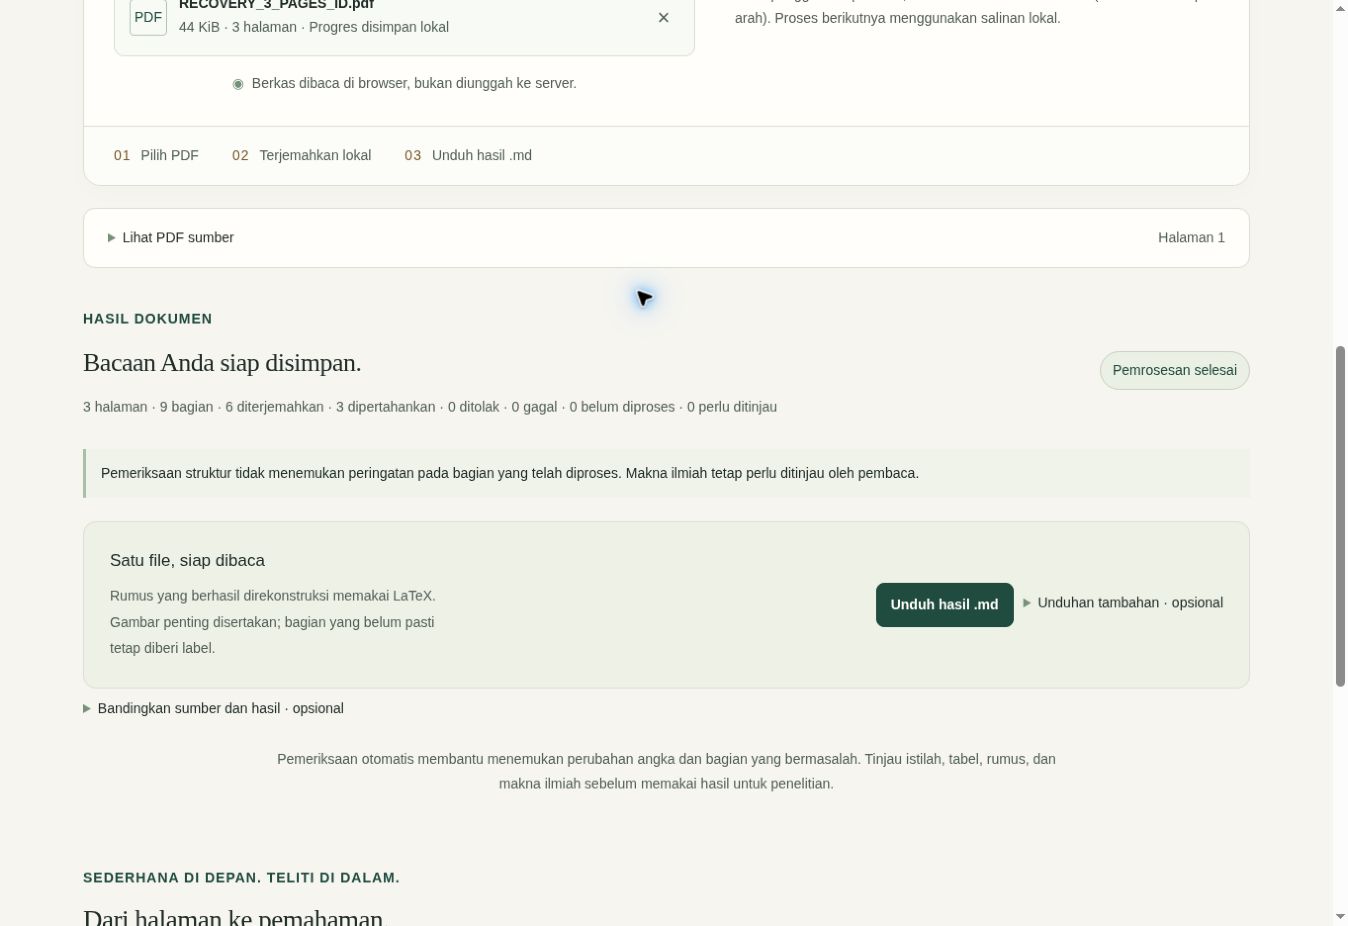 RECOVERY_3_PAGES_ID.pdf
PDF
44 KiB · 3 halaman · Progres disimpan lokal
×
arah). Proses berikutnya menggunakan salinan lokal.
Berkas dibaca di browser, bukan diunggah ke server.
01 Pilih PDF 02 Terjemahkan lokal 03 Unduh hasil .md
Lihat PDF sumber
Halaman 1
HASIL DOKUMEN
Bacaan Anda siap disimpan.
Pemrosesan selesai
3 halaman · 9 bagian · 6 diterjemahkan · 3 dipertahankan · 0 ditolak · 0 gagal · 0 belum diproses · 0 perlu ditinjau
Pemeriksaan struktur tidak menemukan peringatan pada bagian yang telah diproses. Makna ilmiah tetap perlu ditinjau oleh pembaca.
Satu file, siap dibaca
Rumus yang berhasil direkonstruksi memakai LaTeX.
Gambar penting disertakan; bagian yang belum pasti
tetap diberi label.
Unduh hasil .md
Unduhan tambahan · opsional
Bandingkan sumber dan hasil · opsional
Pemeriksaan otomatis membantu menemukan perubahan angka dan bagian yang bermasalah. Tinjau istilah, tabel, rumus, dan
makna ilmiah sebelum memakai hasil untuk penelitian.
SEDERHANA DI DEPAN. TELITI DI DALAM.
Dari halaman ke pemahaman